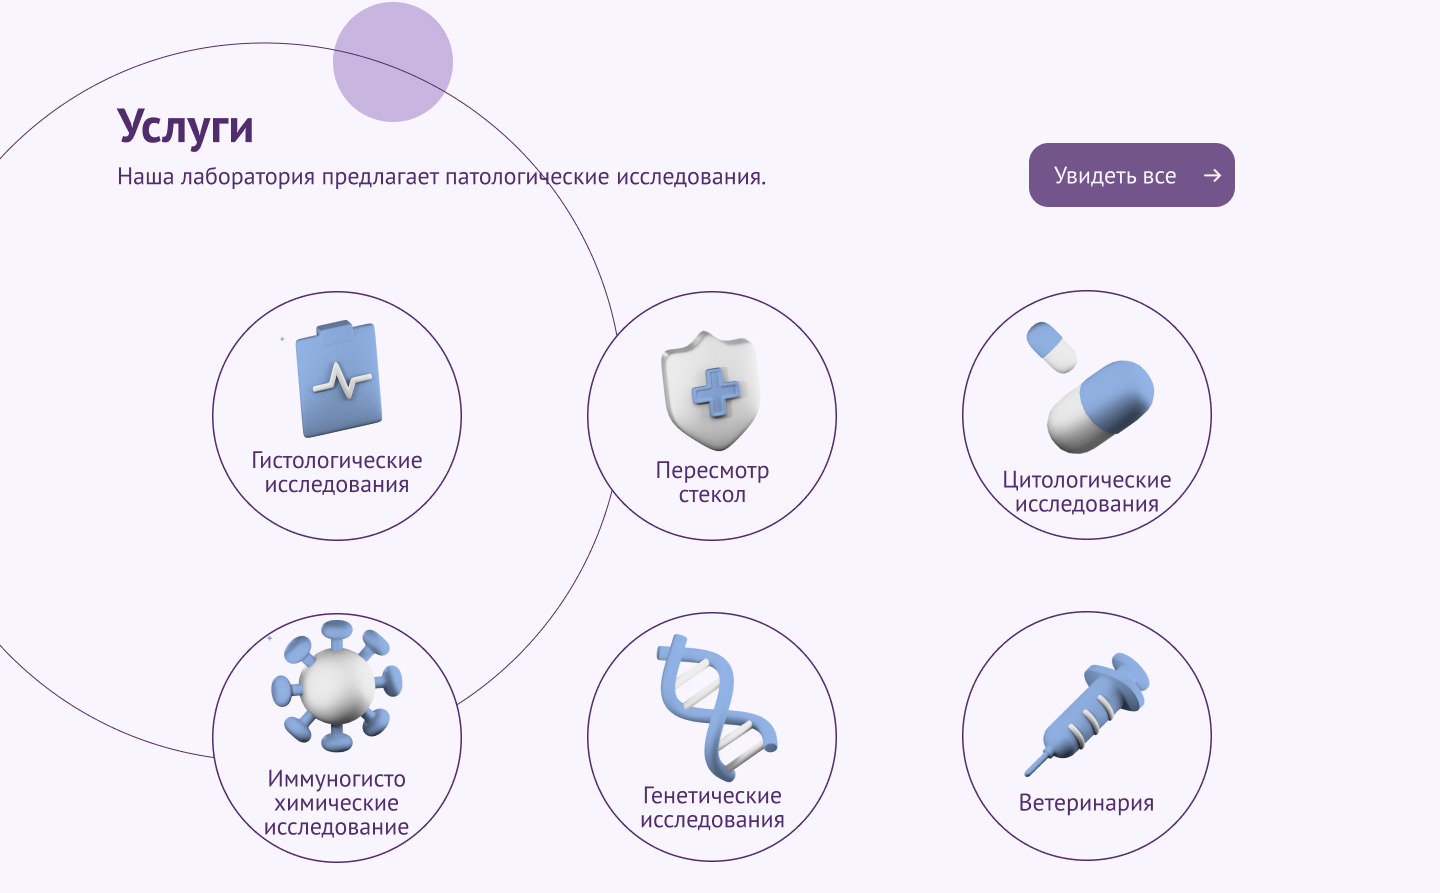 Услуги
Наша лаборатория предлагает патологические исследования.
Увидеть все
Гистологические
исследования
Пересмотр
стекол
Цитологические
исследования
Иммуногисто
химические
исследование
Генетические
исследования
Ветеринария